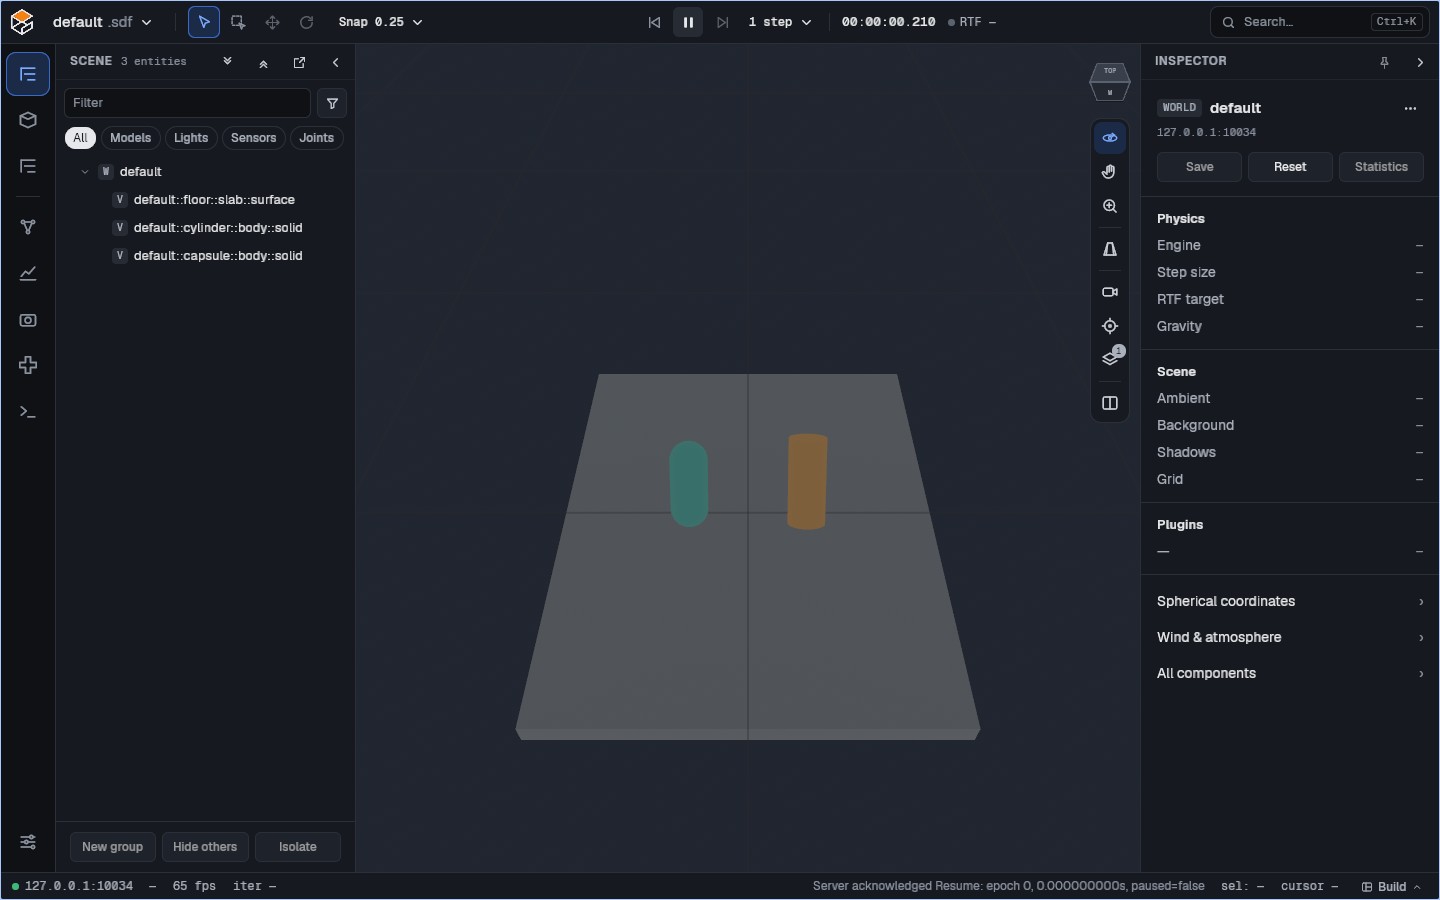 default .sdf
Snap 0.25
1 step
00:00:00.210
RTF –
Search...
Ctrl+K
SCENE 3 entities
Filter
All
Models
Lights
Sensors
Joints
W default
V default::floor::slab::surface
V default::cylinder::body::solid
V default::capsule::body::solid
New group
Hide others
Isolate
TOP
1
INSPECTOR
WORLD default
127.0.0.1:10034
Save
Reset
Statistics
Physics
Engine –
Step size –
RTF target –
Gravity –
Scene
Ambient –
Background –
Shadows –
Grid –
Plugins
— –
Spherical coordinates
Wind & atmosphere
All components
127.0.0.1:10034 – 65 fps iter –
Server acknowledged Resume: epoch 0, 0.000000000s, paused=false
sel: –
cursor –
Build